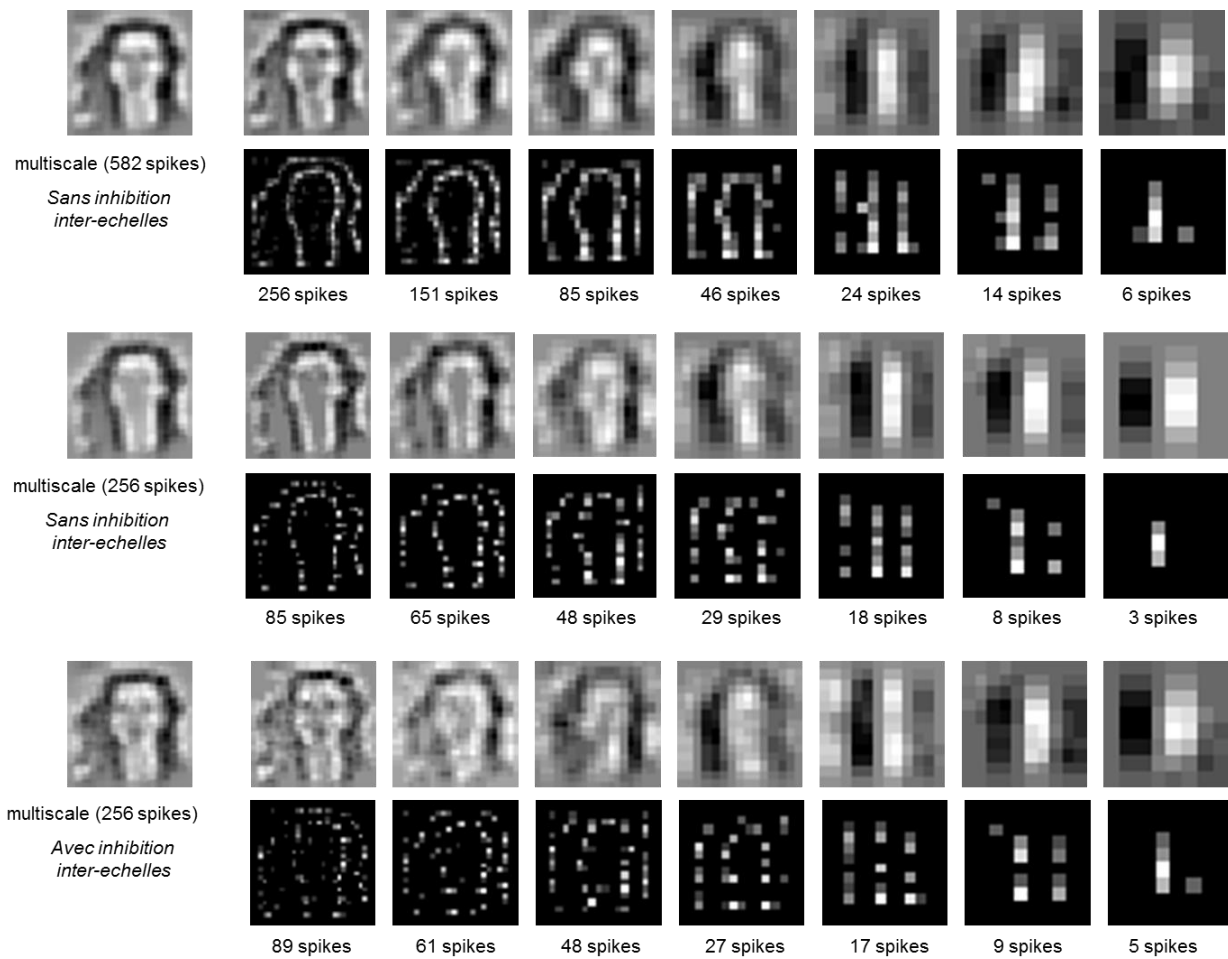 multiscale (582 spikes)
Sans inhibition
inter-echelles
256 spikes 151 spikes 85 spikes 46 spikes 24 spikes 14 spikes 6 spikes
multiscale (256 spikes)
Sans inhibition
inter-echelles
85 spikes 65 spikes 48 spikes 29 spikes 18 spikes 8 spikes 3 spikes
multiscale (256 spikes)
Avec inhibition
inter-echelles
89 spikes 61 spikes 48 spikes 27 spikes 17 spikes 9 spikes 5 spikes